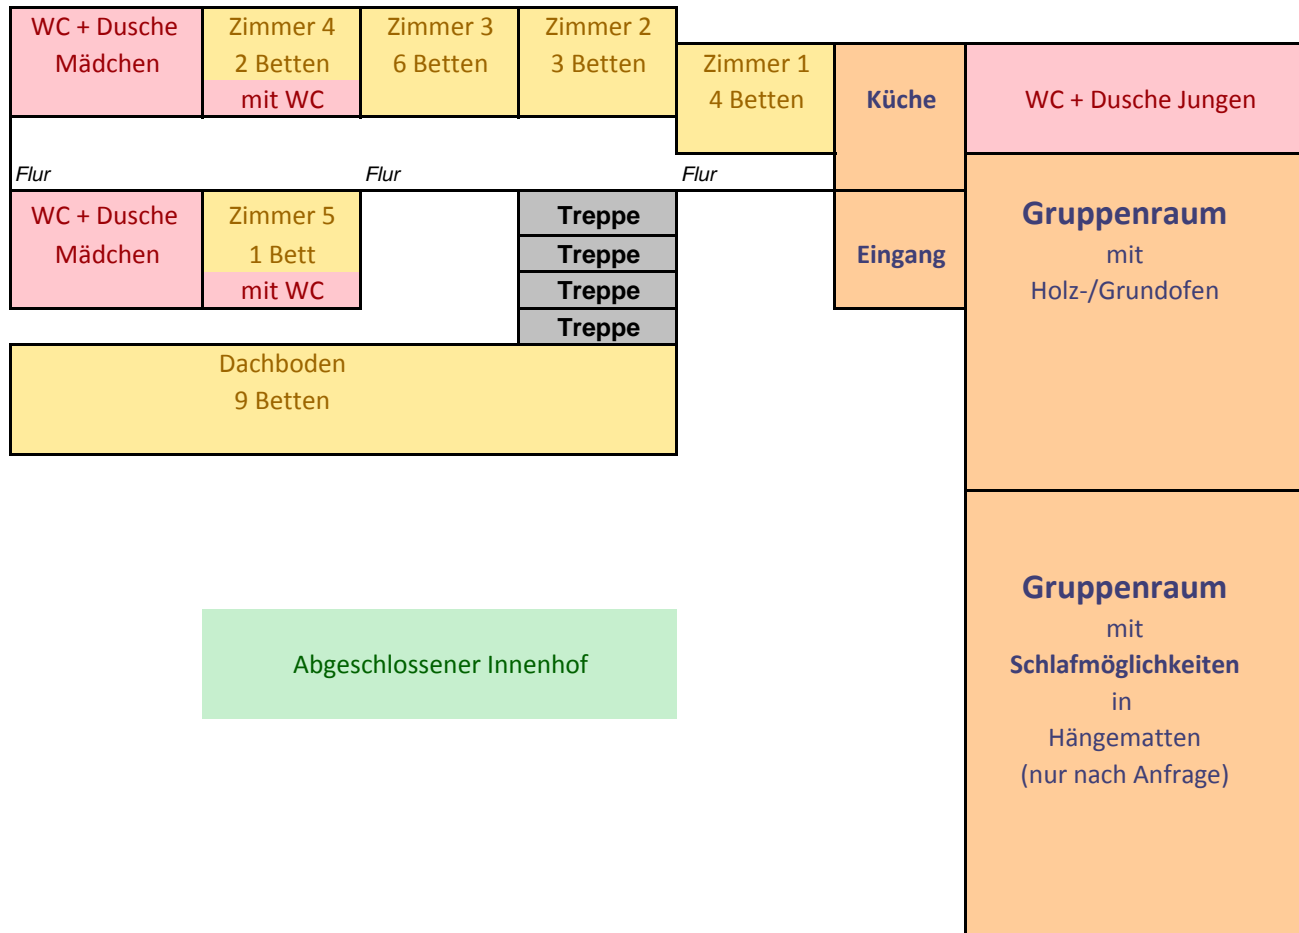 WC + Dusche
Mädchen
Zimmer 4
2 Betten
mit WC
Zimmer 3
6 Betten
Zimmer 2
3 Betten
Zimmer 1
4 Betten
Küche
WC + Dusche Jungen
Flur
Flur
Flur
WC + Dusche
Mädchen
Zimmer 5
1 Bett
mit WC
Treppe
Treppe
Treppe
Treppe
Eingang
Gruppenraum
mit
Holz-/Grundofen
Dachboden
9 Betten
Abgeschlossener Innenhof
Gruppenraum
mit
Schlafmöglichkeiten
in
Hängematten
(nur nach Anfrage)